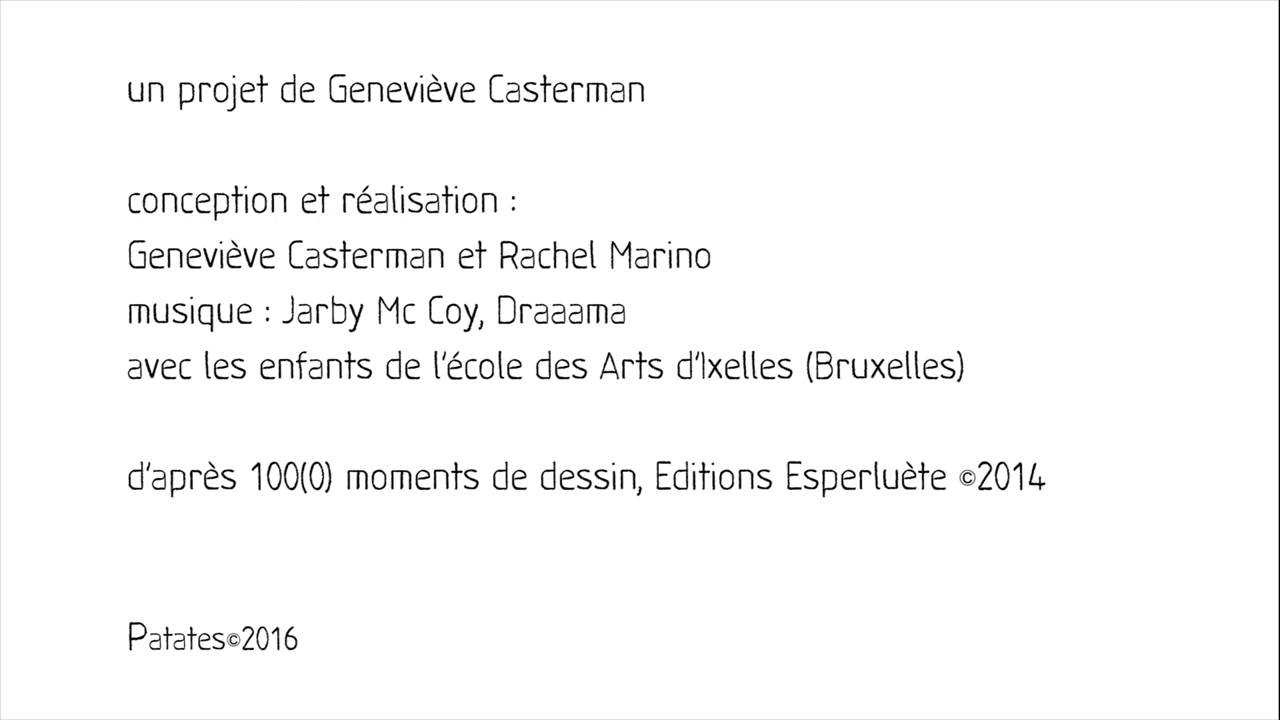 un projet de Geneviève Casterman
conception et réalisation :
Geneviève Casterman et Rachel Marino
musique : Jarby Mc Coy, Draaama
avec les enfants de l'école des Arts d'Ixelles (Bruxelles)
d'après 100(0) moments de dessin, Editions Esperluète ©2014
Patates©2016